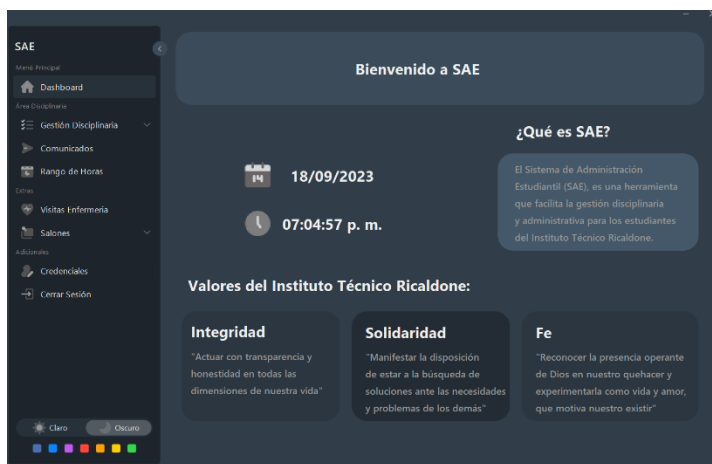 SAE
Menú Principal
Dashboard
Área Disciplinaria
Gestión Disciplinaria
Comunicados
Rango de Horas
Extras
Visitas Enfermeria
Salones
Adicionales
Credenciales
Cerrar Sesión
Claro
Oscuro
Bienvenido a SAE
14
18/09/2023
07:04:57 p. m.
¿Qué es SAE?
El Sistema de Administración
Estudiantil (SAE), es una herramienta
que facilita la gestión disciplinaria
y administrativa para los estudiantes
del Instituto Técnico Ricaldone.
Valores del Instituto Técnico Ricaldone:
Integridad
"Actuar con transparencia y
honestidad en todas las
dimensiones de nuestra vida"
Solidaridad
"Manifestar la disposición
de estar a la búsqueda de
soluciones ante las necesidades
y problemas de los demás"
Fe
"Reconocer la presencia operante
de Dios en nuestro quehacer y
experimentarla como vida y amor,
que motiva nuestro existir"